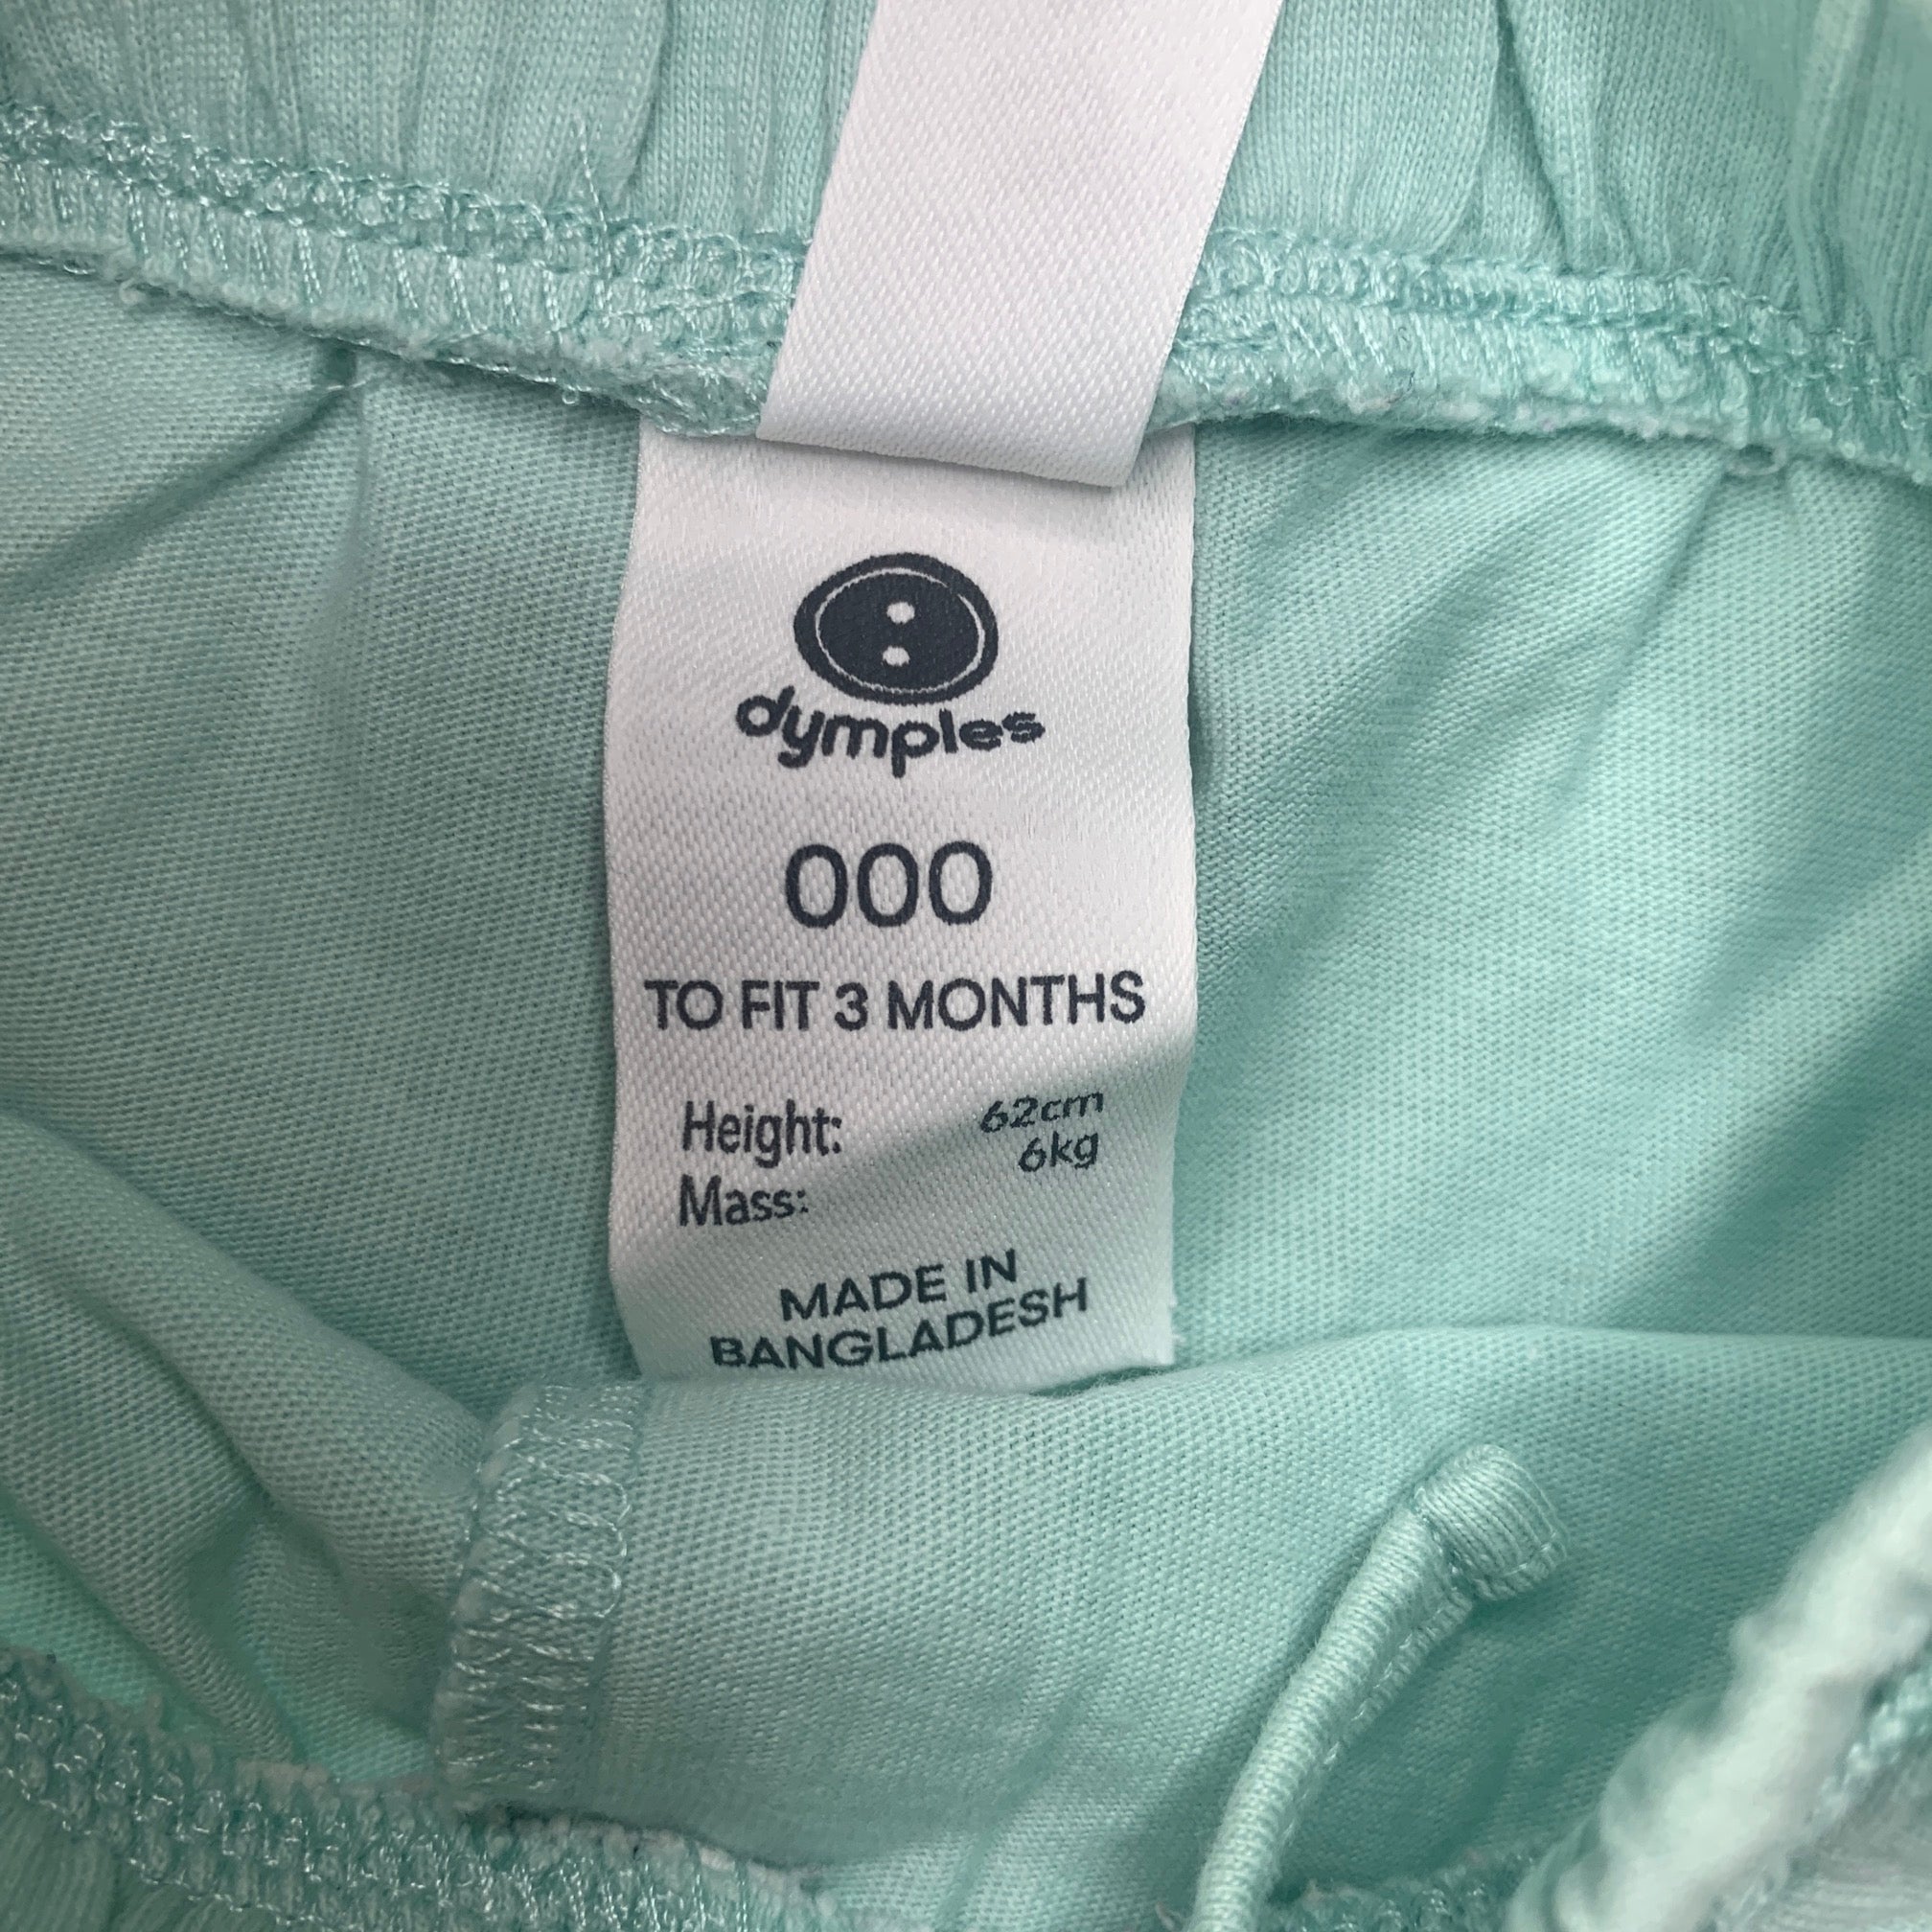 dymples
000
TO FIT 3 MONTHS
Height: 62cm
Mass: 6kg
MADE IN
BANGLADESH